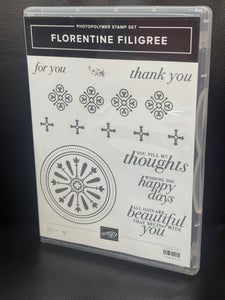 PHOTOPOLYMER STAMP SET
FLORENTINE FILIGREE
for you
thank you
YOU FILL MY
thoughts
WISHING YOU
happy
days
ALL DAYS ARE
beautiful
THAT BEGIN WITH
you